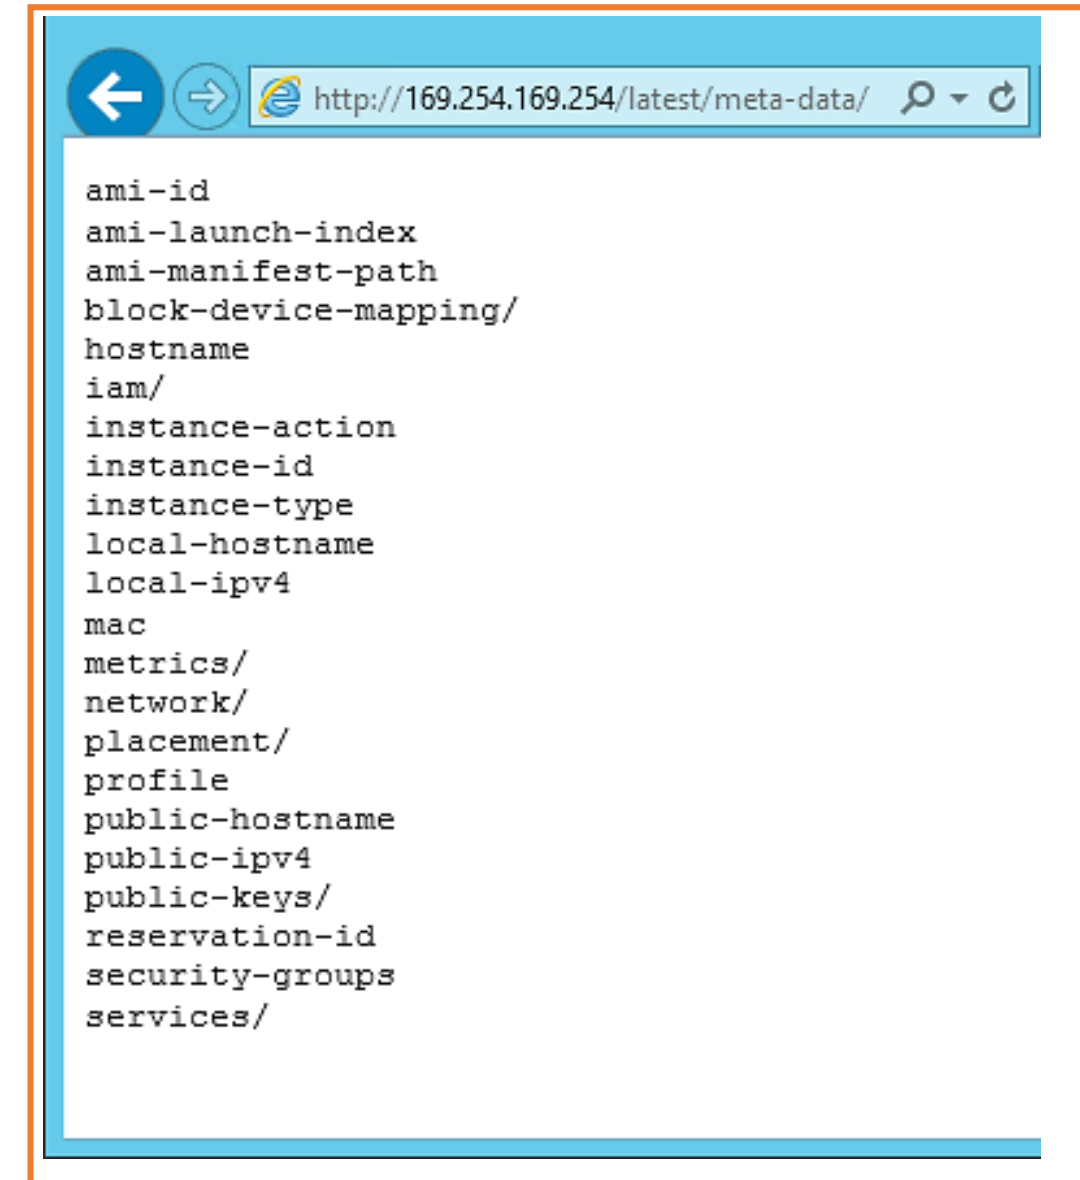 http://169.254.169.254/latest/meta-data/
ami-id
ami-launch-index
ami-manifest-path
block-device-mapping/
hostname
iam/
instance-action
instance-id
instance-type
local-hostname
local-ipv4
mac
metrics/
network/
placement/
profile
public-hostname
public-ipv4
public-keys/
reservation-id
security-groups
services/